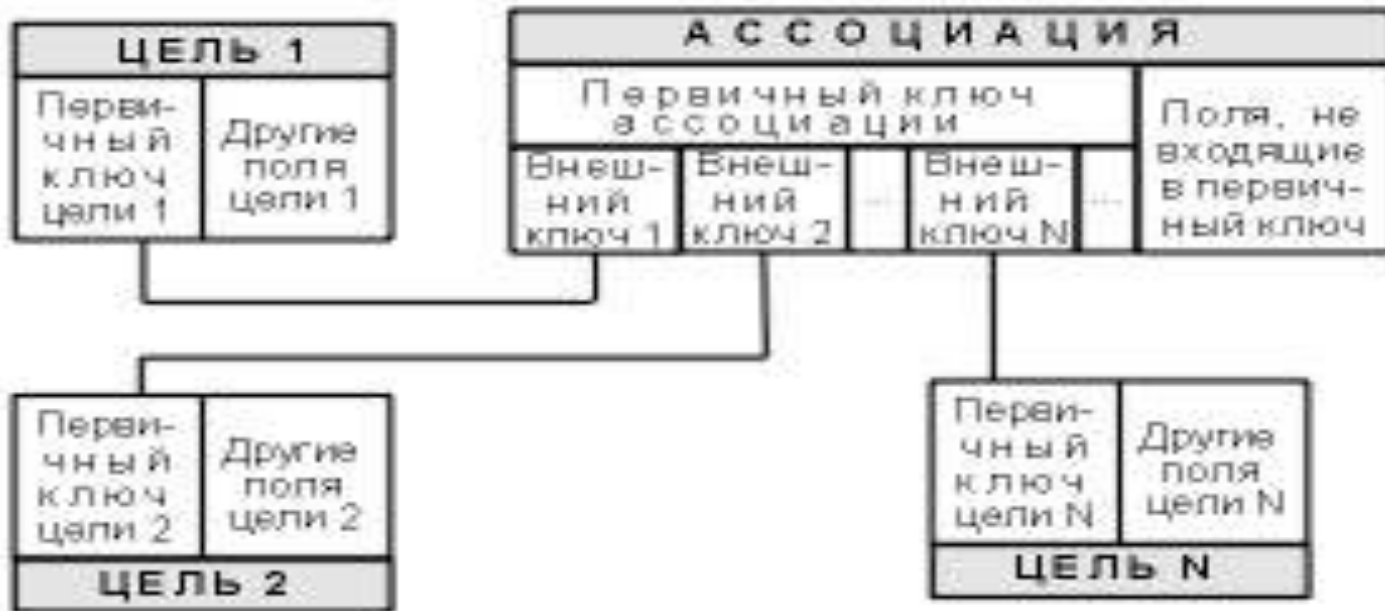 ЦЕЛЬ 1
Перви-
чный
ключ
цели 1
Другие
поля
цели 1
АССОЦИАЦИЯ
Первичный ключ
ассоциации
Внеш-
ний
ключ 1
Внеш-
ний
ключ 2
...
Внеш-
ний
ключ N
...
Поля, не
входящие
в первич-
ный ключ
Перви-
чный
ключ
цели 2
Другие
поля
цели 2
ЦЕЛЬ 2
Перви-
чный
ключ
цели N
Другие
поля
цели N
ЦЕЛЬ N